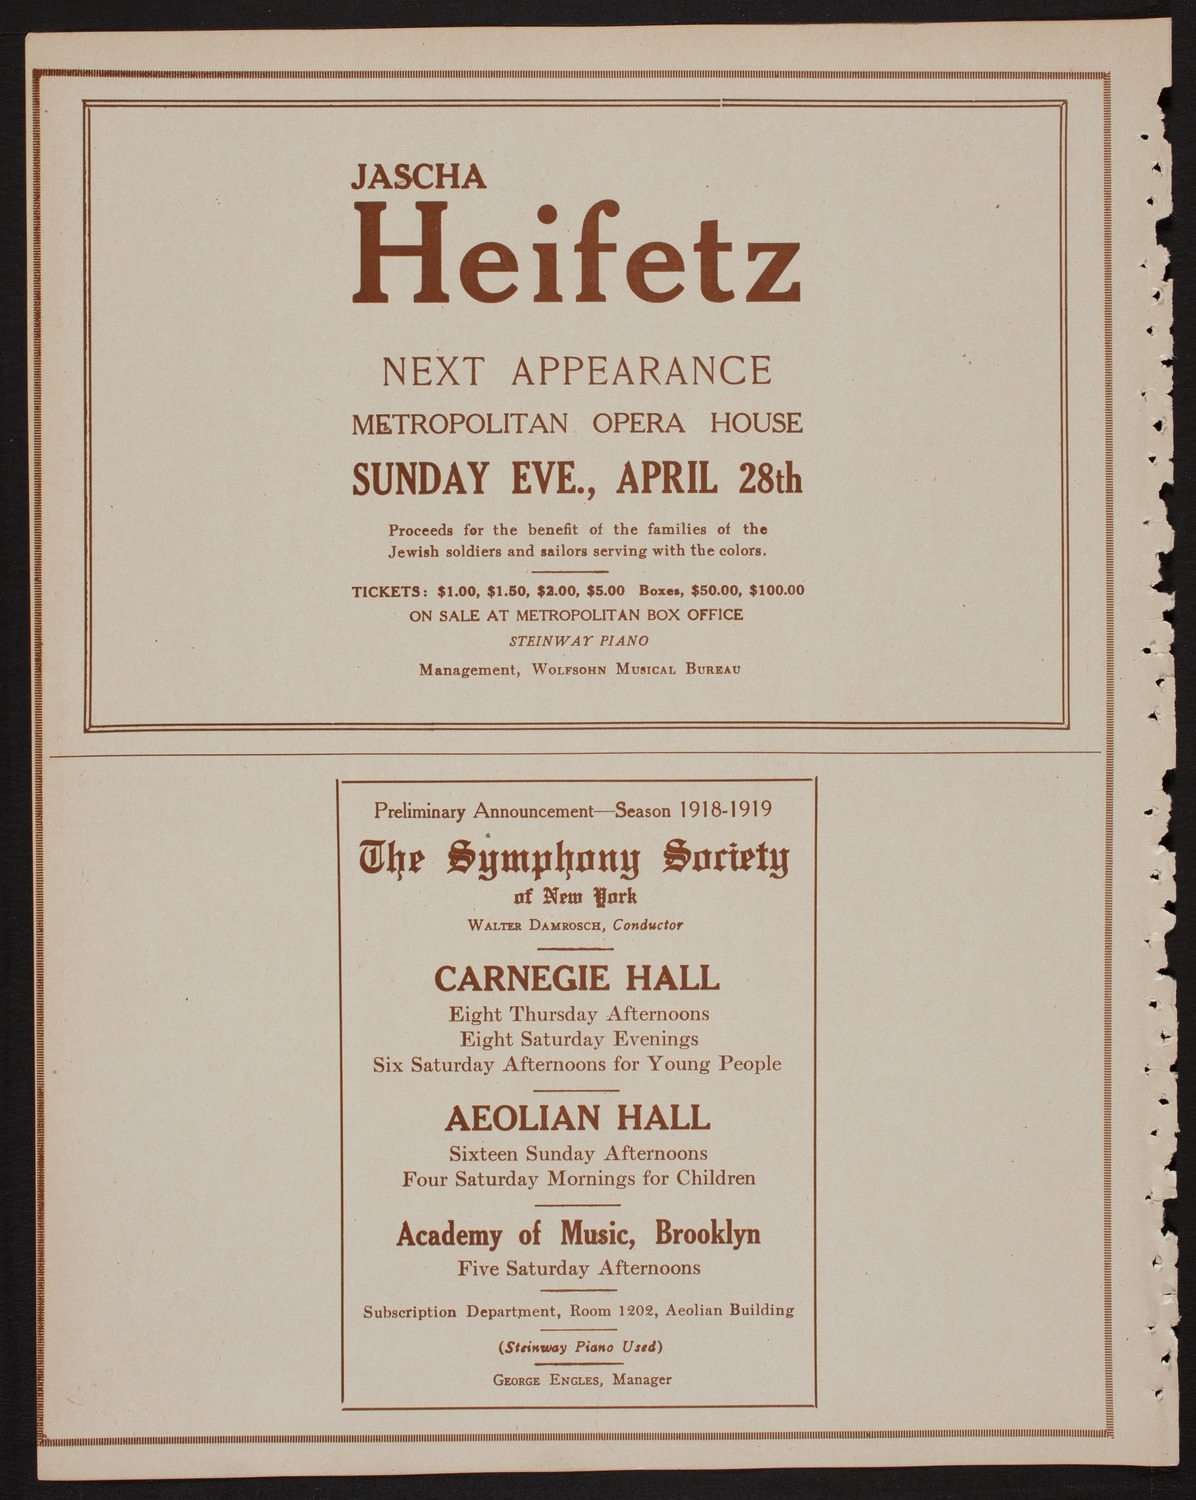 JASCHA
Heifetz
NEXT APPEARANCE
METROPOLITAN OPERA HOUSE
SUNDAY EVE., APRIL 28th
Proceeds for the benefit of the families of the
Jewish soldiers and sailors serving with the colors.
TICKETS: $1.00, $1.50, $2.00, $5.00 Boxes, $50.00, $100.00
ON SALE AT METROPOLITAN BOX OFFICE
STEINWAY PIANO
Management, WOLFSOHN MUSICAL BUREAU
Preliminary Announcement—Season 1918-1919
The Symphony Society
of New York
WALTER DAMROSCH, Conductor
CARNEGIE HALL
Eight Thursday Afternoons
Eight Saturday Evenings
Six Saturday Afternoons for Young People
AEOLIAN HALL
Sixteen Sunday Afternoons
Four Saturday Mornings for Children
Academy of Music, Brooklyn
Five Saturday Afternoons
Subscription Department, Room 1202, Aeolian Building
(Steinway Piano Used)
GEORGE ENGLES, Manager